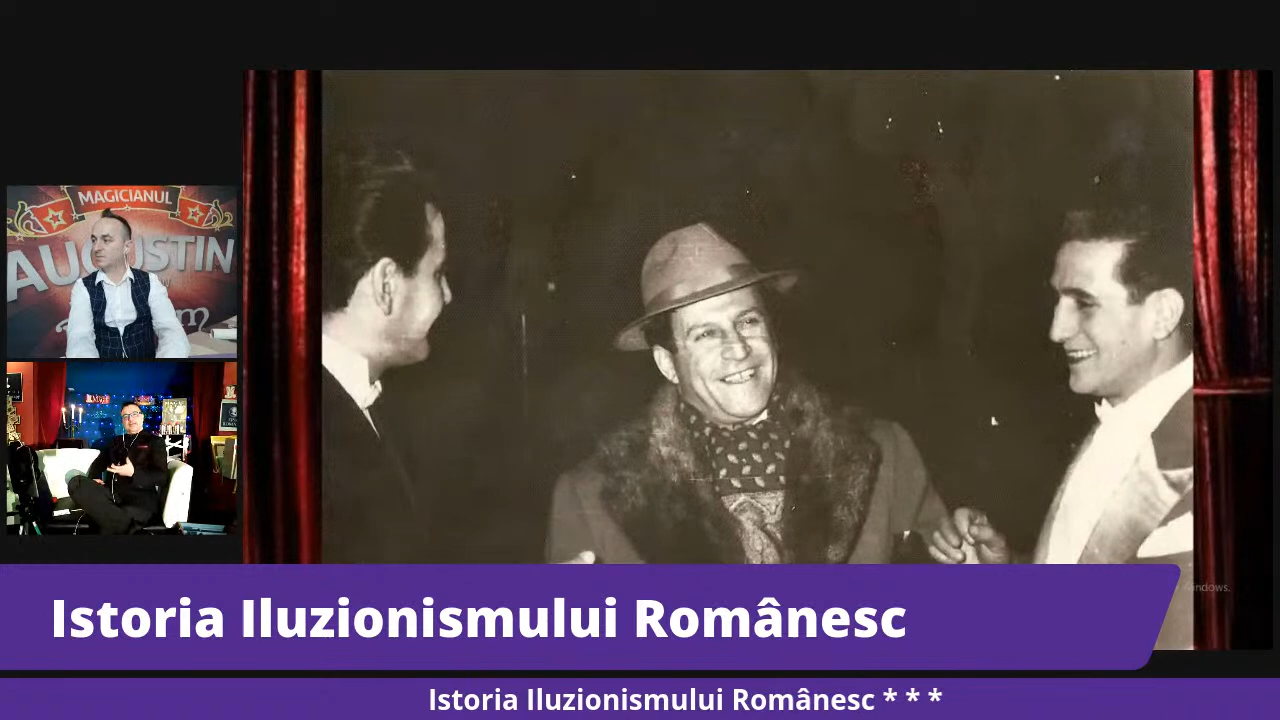 MAGICIANUL
AUGUSTIN
Istoria Iluzionismului Românesc
Istoria Iluzionismului Românesc * * *